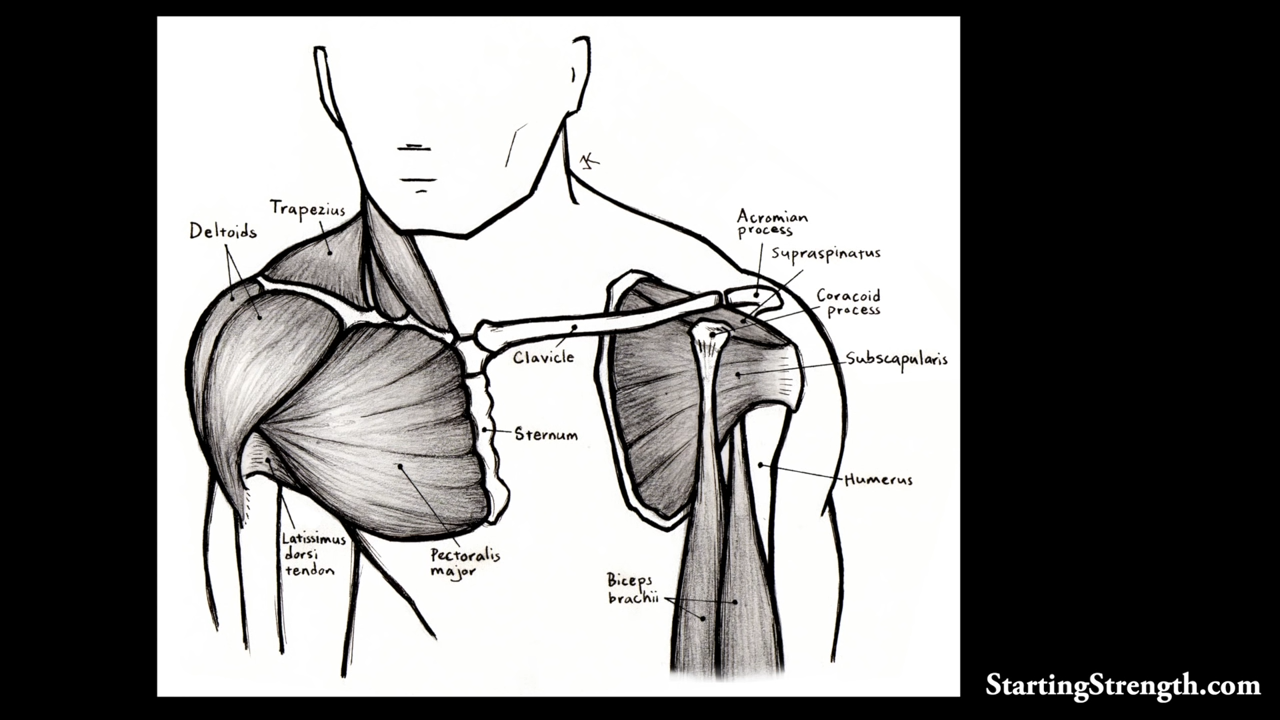 Trapezius
Deltoids
Acromian
process
Supraspinatus
Coracoid
process
Clavicle
Subscapularis
Sternum
Humerus
Latissimus
dorsi
tendon
Pectoralis
major
Biceps
brachii
StartingStrength.com